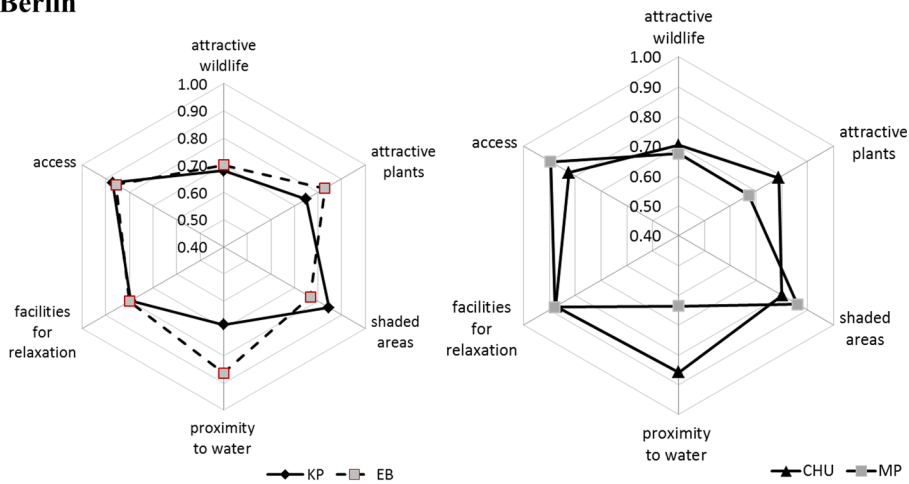 Berlin
attractive
wildlife
1.00
0.90
0.80
0.70
0.60
0.50
0.40
attractive
plants
shaded
areas
proximity
to water
facilities
for
relaxation
access
KP EB
attractive
wildlife
1.00
0.90
0.80
0.70
0.60
0.50
0.40
attractive
plants
shaded
areas
proximity
to water
facilities
for
relaxation
access
CHU MP